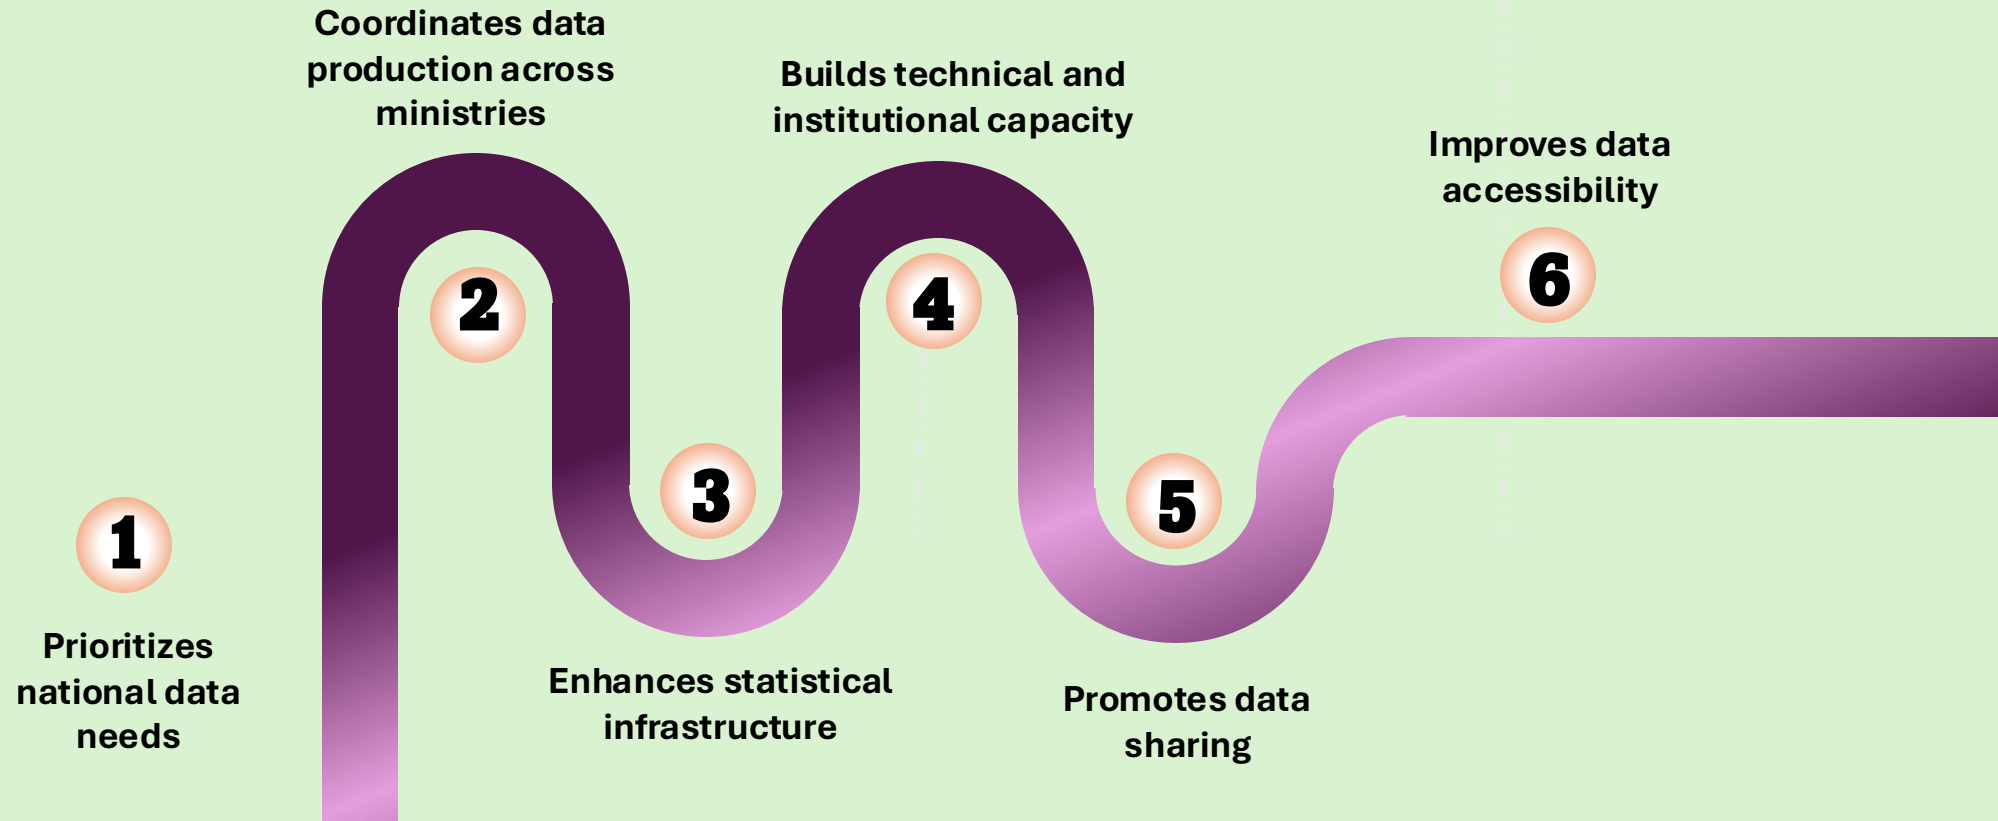 1
Prioritizes
national data
needs
Coordinates data
production across
ministries
2
3
Enhances statistical
infrastructure
Builds technical and
institutional capacity
4
5
Promotes data
sharing
Improves data
accessibility
6